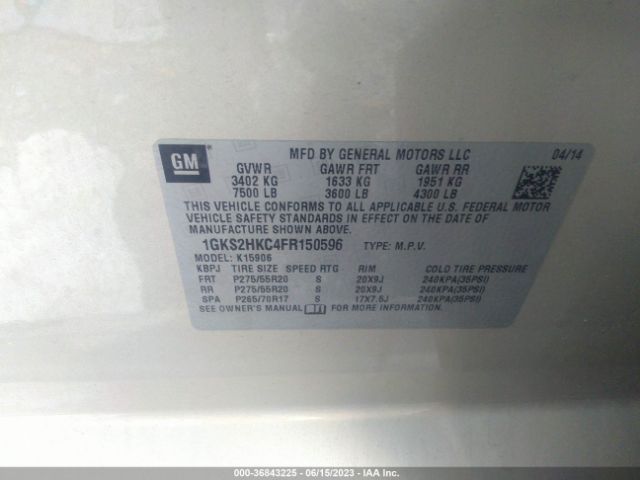 GM
MFD BY GENERAL MOTORS LLC 04/14
GVWR GAWR FRT GAWR RR
3402 KG 1633 KG 1951 KG
7500 LB 3600 LB 4300 LB
THIS VEHICLE CONFORMS TO ALL APPLICABLE U.S. FEDERAL MOTOR
VEHICLE SAFETY STANDARDS IN EFFECT ON THE DATE OF
MANUFACTURE SHOWN ABOVE.
1GKS2HKC4FR150596 TYPE: M.P.V.
MODEL: K15906
KBPJ TIRE SIZE SPEED RTG RIM COLD TIRE PRESSURE
FRT P275/55R20 S 20X9J 240KPA(35PSI)
RR P275/55R20 S 20X9J 240KPA(35PSI)
SPA P265/70R17 S 17X7.5J 240KPA(35PSI)
SEE OWNER'S MANUAL FOR MORE INFORMATION.
000-36843225 - 06/15/2023 - IAA Inc.